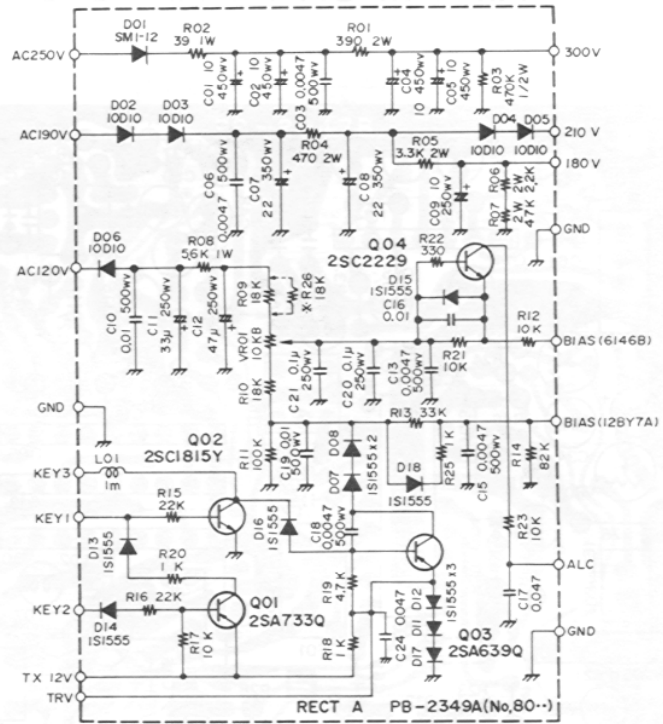 D01
SM1-12
R02
39 1W
R01
390 2W
AC250V
300V
C01 10
450wv
C02 10
450wv
C03 0.0047
500wv
C04
10 450wv
C05 10
450wv
R03
470K
1/2W
D02
10D10
D03
10D10
AC190V
R04
470 2W
D04
10D10
D05
10D10
210V
R05
3.3K 2W
180V
C06
0.0047 500wv
C07
22 350wv
C08
22 350wv
C09 10
250wv
R06
2W 2.2K
R07
2W 47K
GND
D06
10D10
R08
5.6K 1W
AC120V
Q04
2SC2229
R22
330
C10
0.01 500wv
C11
33µ 250wv
C12
47µ 250wv
R09
18K
X R26
18K
D15
1S1555
C16
0.01
R12
10K
VR01
10KB
BIAS(6146B)
R21
10K
R10
18K
C21 0.1µ
250wv
C20 0.1µ
250wv
C13
0.0047
500wv
GND
R13 33K
BIAS(12BY7A)
Q02
2SC1815Y
R11
100K
C19 0.01
500wv
D08
D07
1S1555 x2
D18
1S1555
R25 1K
C15 0.0047
500wv
R14
82K
KEY3
L01
1m
R15
22K
KEY1
D16
1S1555
C18
0.0047
500wv
R23
10K
D13
1S1555
R20
1K
ALC
R19
4.7K
D12
D11
D17
1S1555 x3
C17
0.047
KEY2
D14
1S1555
R16 22K
Q01
2SA733Q
R17
10K
R18
1K
C24 0.047
Q03
2SA639Q
GND
TX 12V
TRV
RECT A PB-2349A(No,80··)